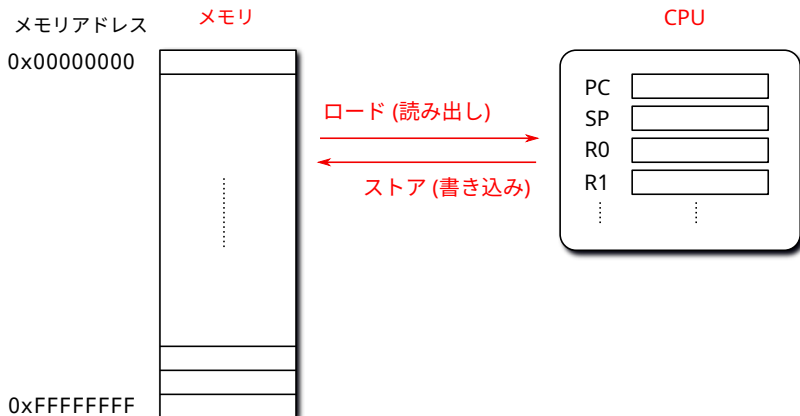 メモリアドレス
メモリ
CPU
0x00000000
PC
SP
R0
R1
ロード (読み出し)
ストア (書き込み)
0xFFFFFFFF